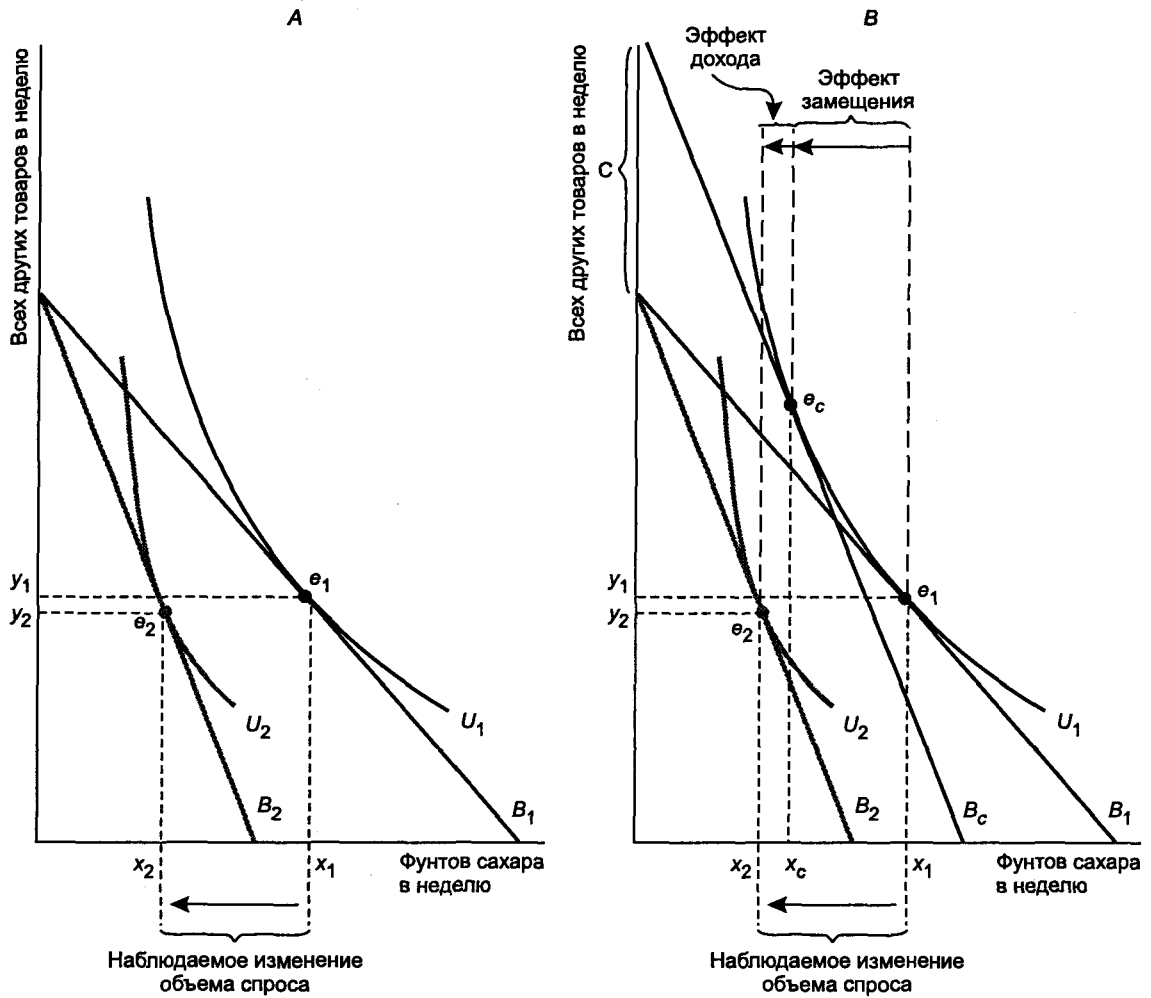 A
Всех других товаров в неделю
y1
y2
e1
e2
U2
U1
B2
B1
x2
x1
Фунтов сахара
в неделю
Наблюдаемое изменение
объема спроса
B
Эффект
дохода
Эффект
замещения
Всех других товаров в неделю
C
ec
y1
y2
e1
e2
U2
U1
B2
Bc
B1
x2
xc
x1
Фунтов сахара
в неделю
Наблюдаемое изменение
объема спроса